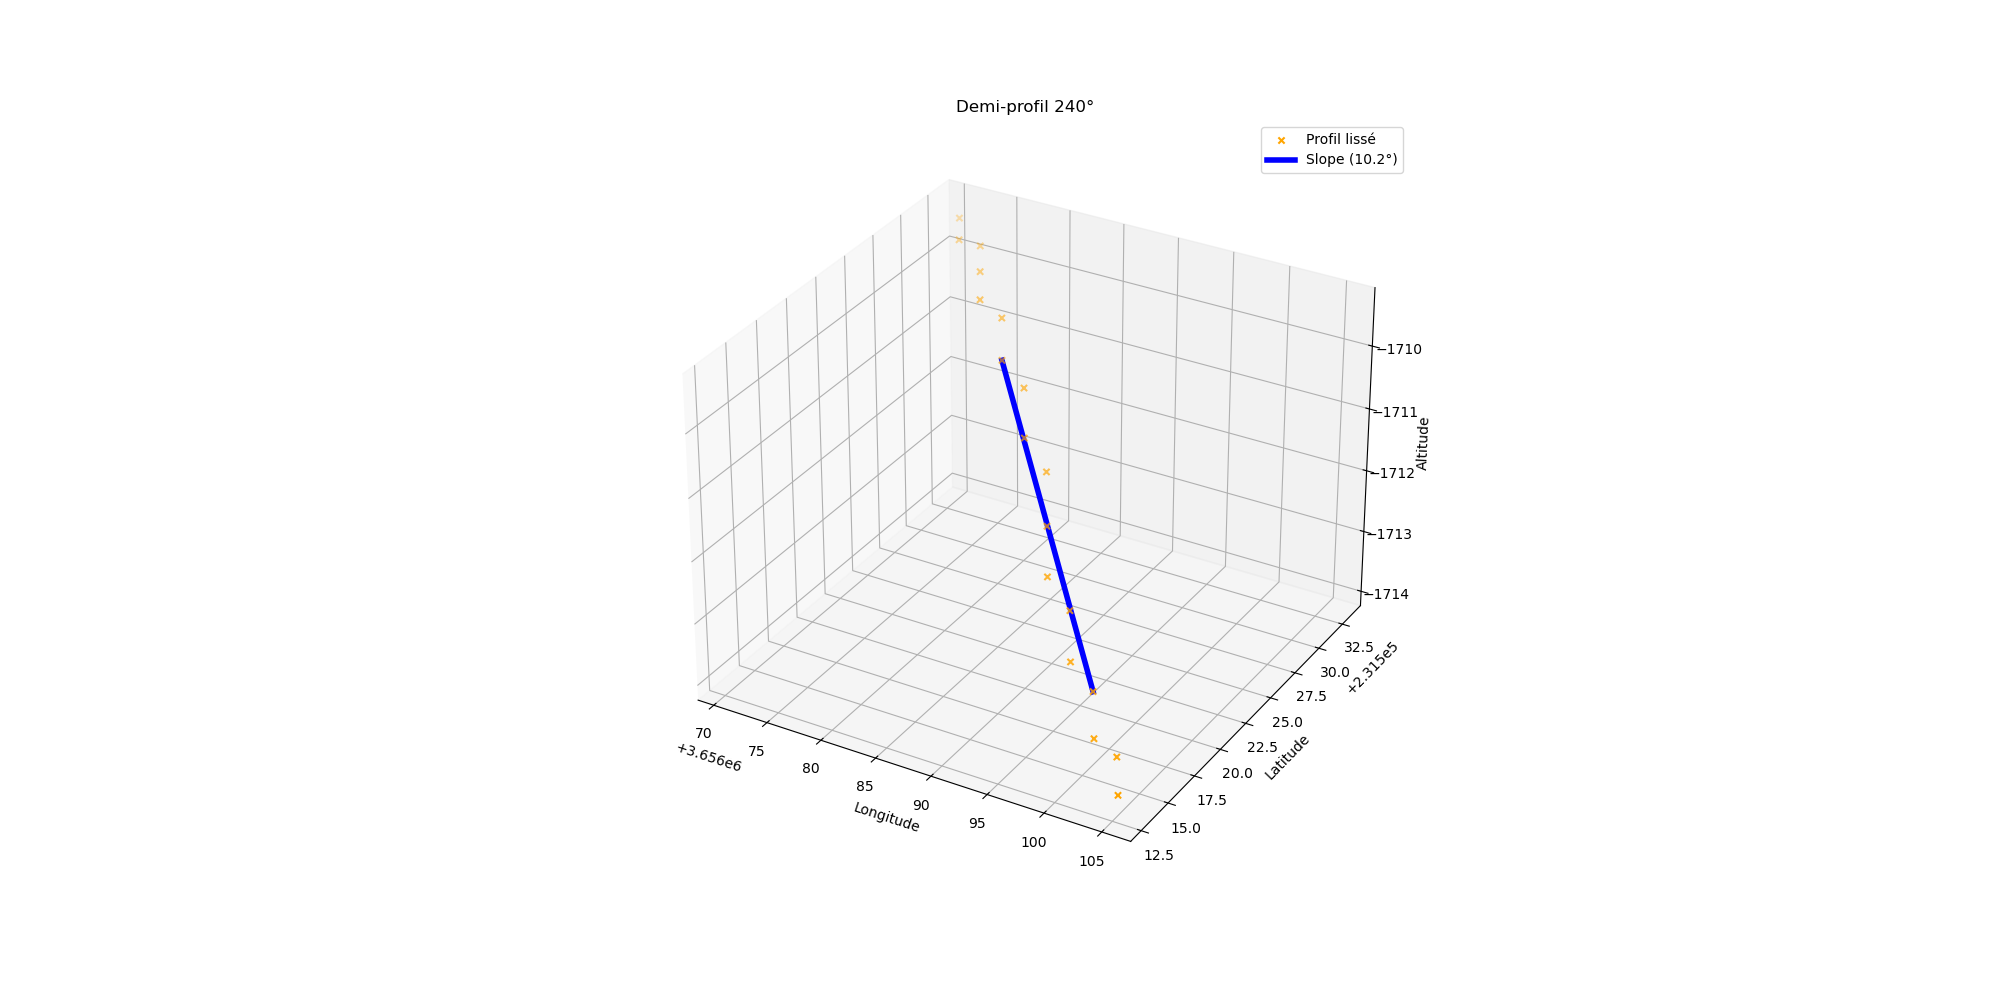 Demi-profil 240°
Profil lissé
Slope (10.2°)
−1710
−1711
−1712
−1713
−1714
Altitude
32.5
30.0
27.5
25.0
22.5
20.0
17.5
15.0
12.5
+2.315e5
Latitude
70
75
80
85
90
95
100
105
+3.656e6
Longitude